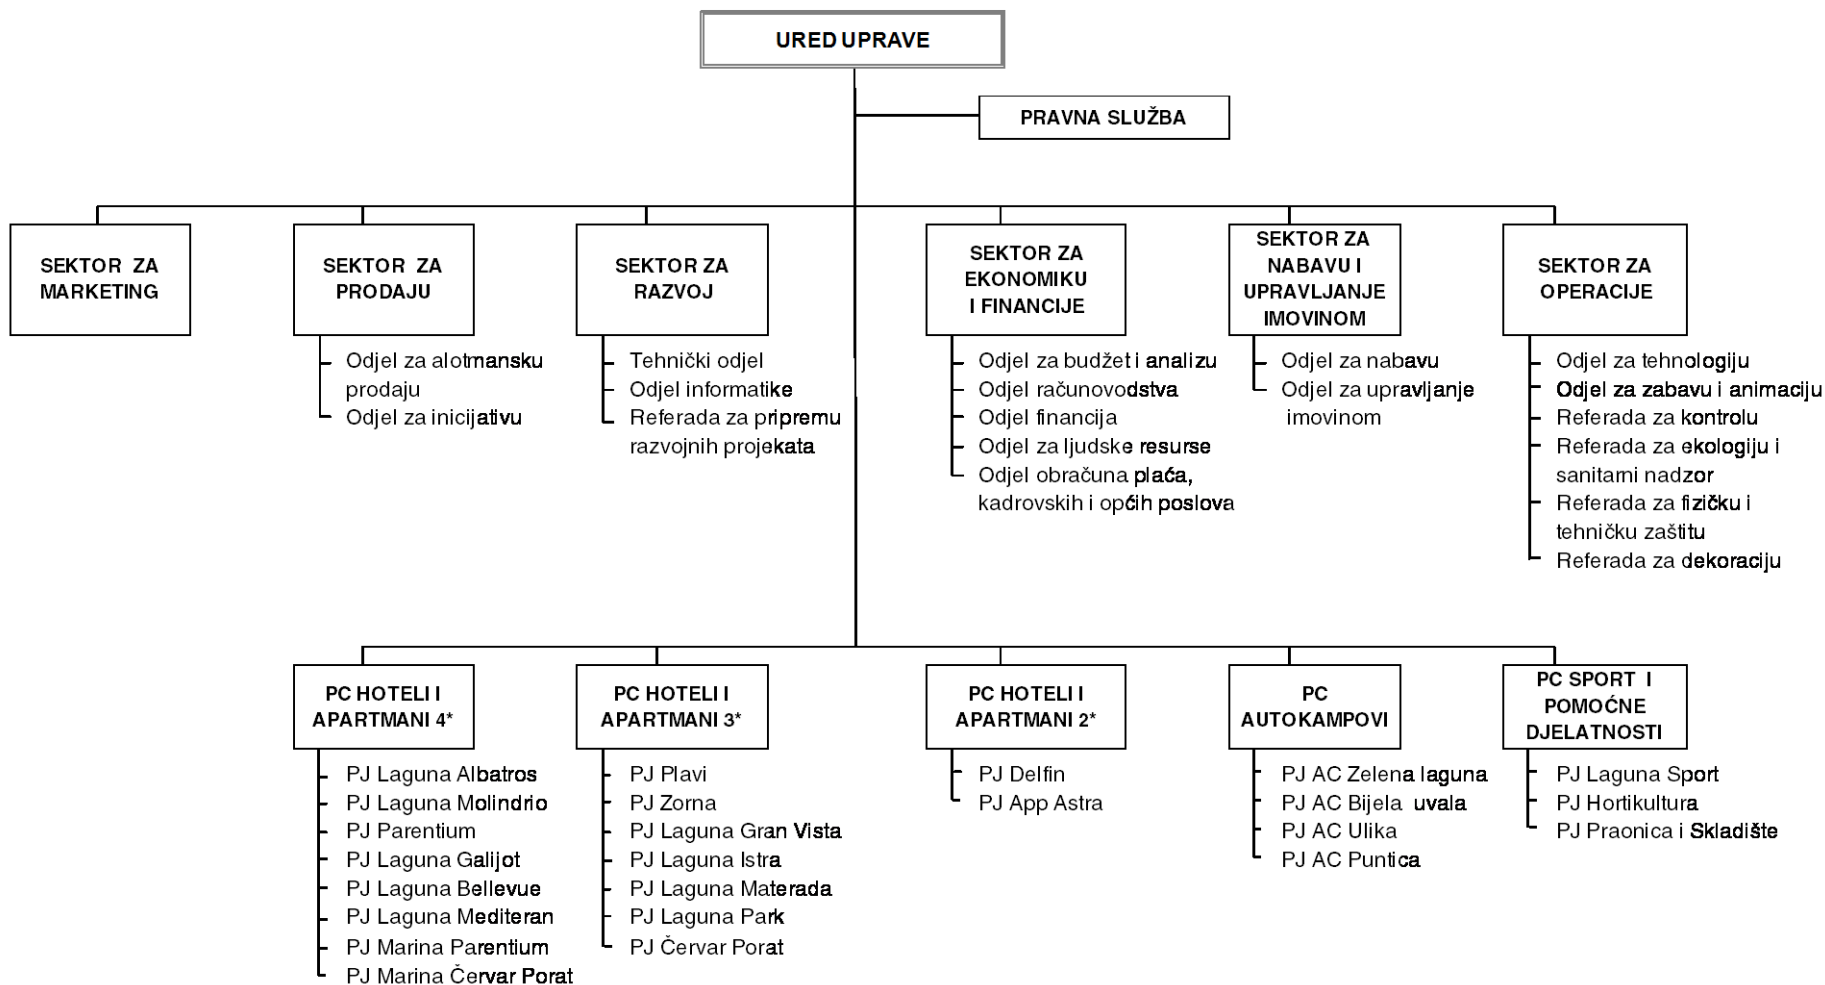 URED UPRAVE
PRAVNA SLUŽBA
SEKTOR ZA
MARKETING
SEKTOR ZA
PRODAJU
Odjel za alotmansku
prodaju
Odjel za inicijativu
SEKTOR ZA
RAZVOJ
Tehnički odjel
Odjel informatike
Referada za pripremu
razvojnih projekata
SEKTOR ZA
EKONOMIKU
I FINANCIJE
Odjel za budžet i analizu
Odjel računovodstva
Odjel financija
Odjel za ljudske resurse
Odjel obračuna plaća,
kadrovskih i općih poslova
SEKTOR ZA
NABAVU I
UPRAVLJANJE
IMOVINOM
Odjel za nabavu
Odjel za upravljanje
imovinom
SEKTOR ZA
OPERACIJE
Odjel za tehnologiju
Odjel za zabavu i animaciju
Referada za kontrolu
Referada za ekologiju i
sanitarni nadzor
Referada za fizičku i
tehničku zaštitu
Referada za dekoraciju
PC HOTELI I
APARTMANI 4*
PJ Laguna Albatros
PJ Laguna Molindrio
PJ Parentium
PJ Laguna Galijot
PJ Laguna Bellevue
PJ Laguna Mediteran
PJ Marina Parentium
PJ Marina Červar Porat
PC HOTELI I
APARTMANI 3*
PJ Plavi
PJ Zorna
PJ Laguna Gran Vista
PJ Laguna Istra
PJ Laguna Materada
PJ Laguna Park
PJ Červar Porat
PC HOTELI I
APARTMANI 2*
PJ Delfin
PJ App Astra
PC
AUTOKAMPOVI
PJ AC Zelena laguna
PJ AC Bijela uvala
PJ AC Ulika
PJ AC Puntica
PC SPORT I
POMOĆNE
DJELATNOSTI
PJ Laguna Sport
PJ Hortikultura
PJ Praonica i Skladište